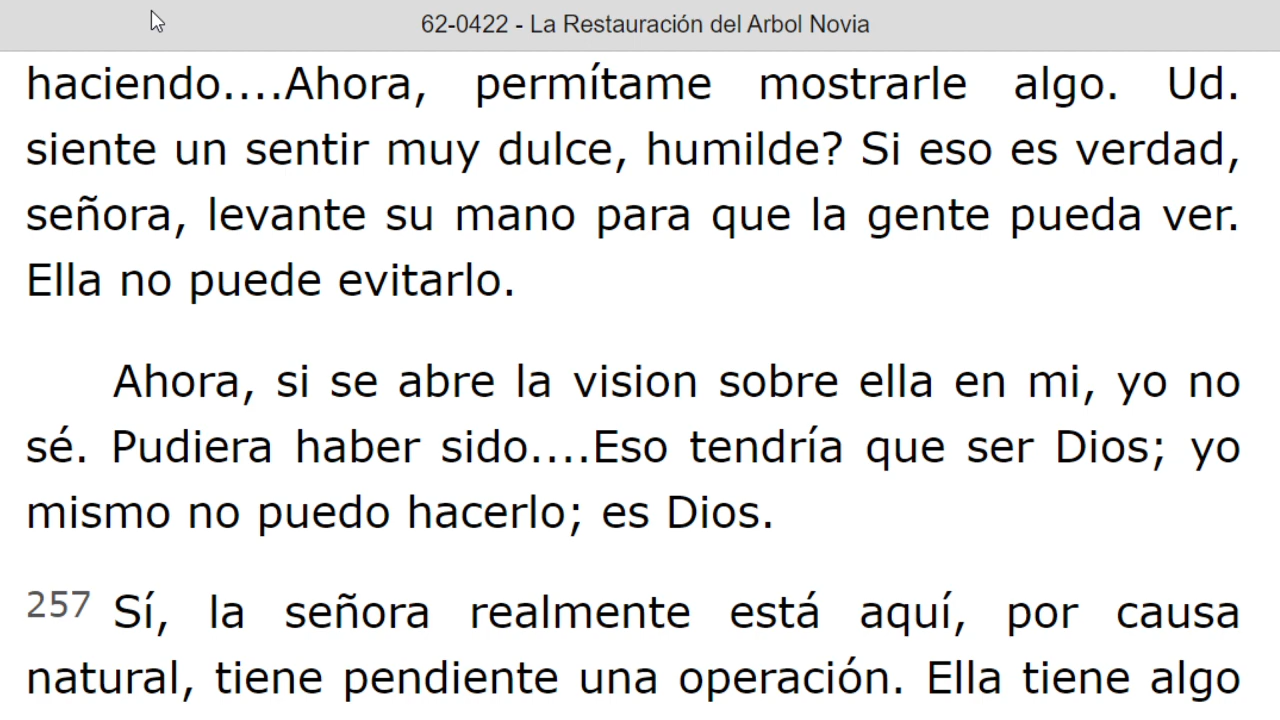 62-0422 - La Restauración del Arbol Novia
haciendo....Ahora, permítame mostrarle algo. Ud.
siente un sentir muy dulce, humilde? Si eso es verdad,
señora, levante su mano para que la gente pueda ver.
Ella no puede evitarlo.
Ahora, si se abre la vision sobre ella en mi, yo no
sé. Pudiera haber sido....Eso tendría que ser Dios; yo
mismo no puedo hacerlo; es Dios.
257 Sí, la señora realmente está aquí, por causa
natural, tiene pendiente una operación. Ella tiene algo